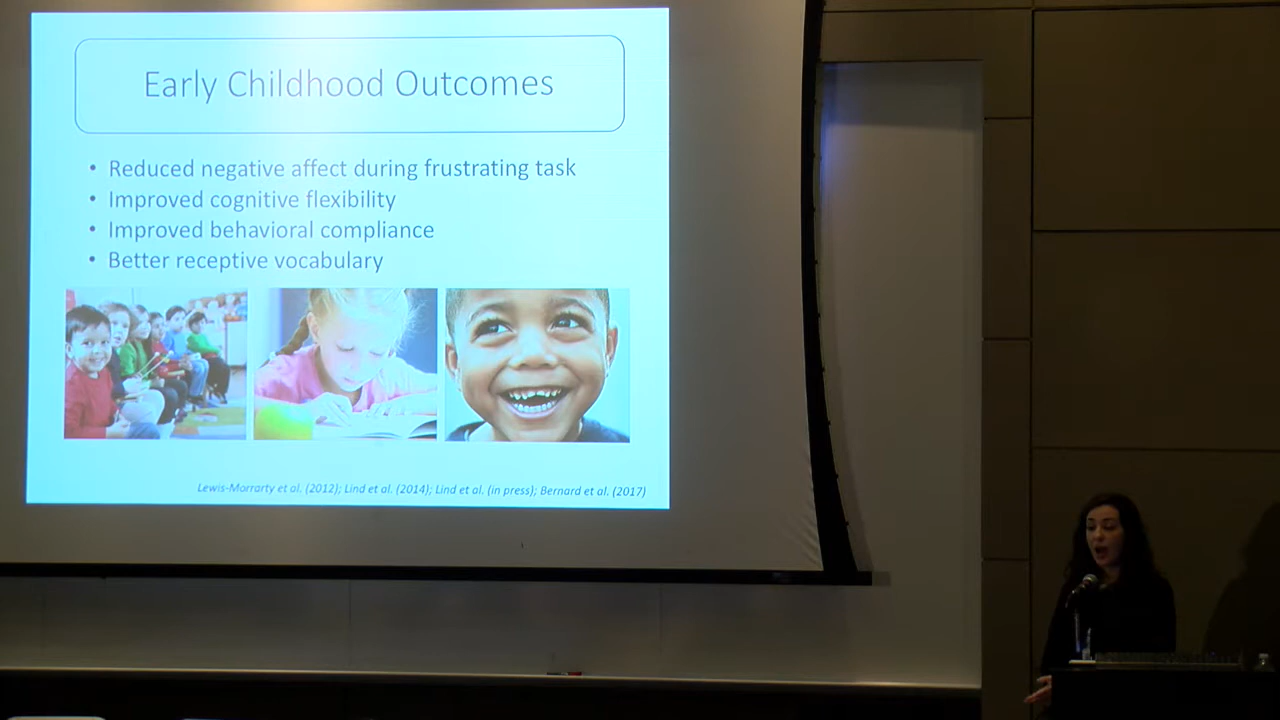 Early Childhood Outcomes
• Reduced negative affect during frustrating task
• Improved cognitive flexibility
• Improved behavioral compliance
• Better receptive vocabulary
Lewis-Morrarty et al. (2012); Lind et al. (2014); Lind et al. (in press); Bernard et al. (2017)